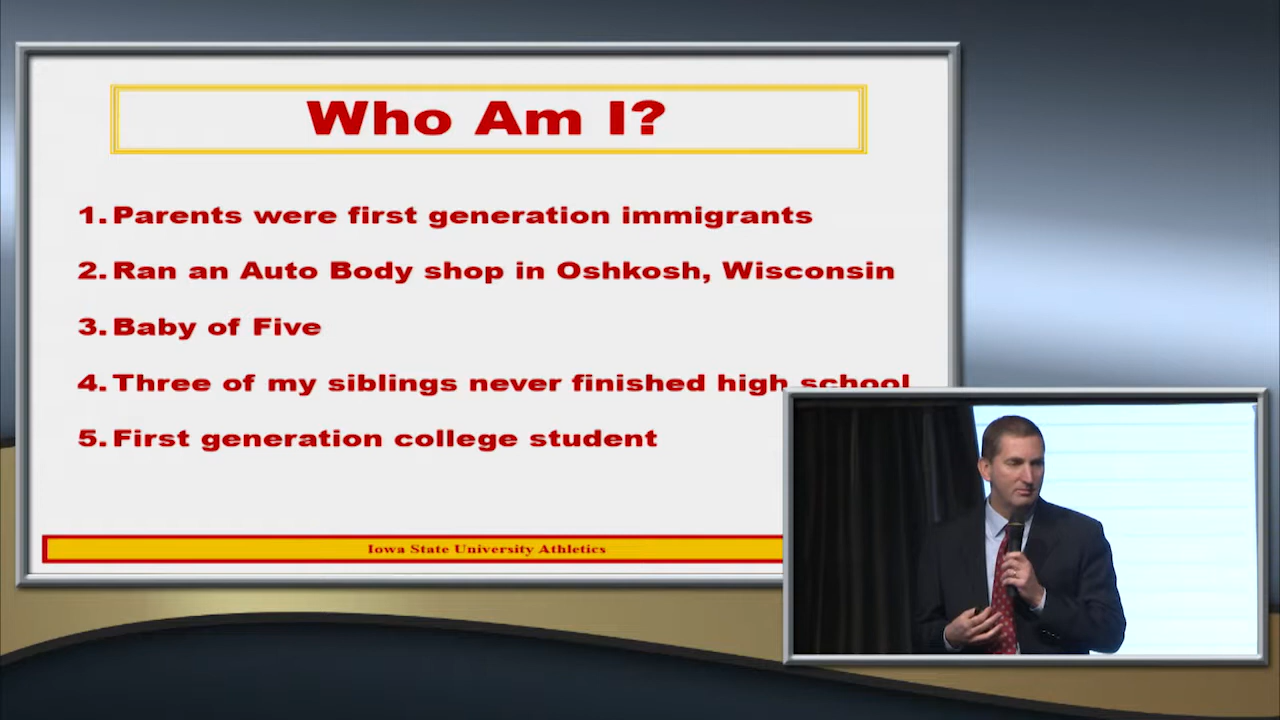 Who Am I?
1. Parents were first generation immigrants
2. Ran an Auto Body shop in Oshkosh, Wisconsin
3. Baby of Five
4. Three of my siblings never finished high school
5. First generation college student
Iowa State University Athletics